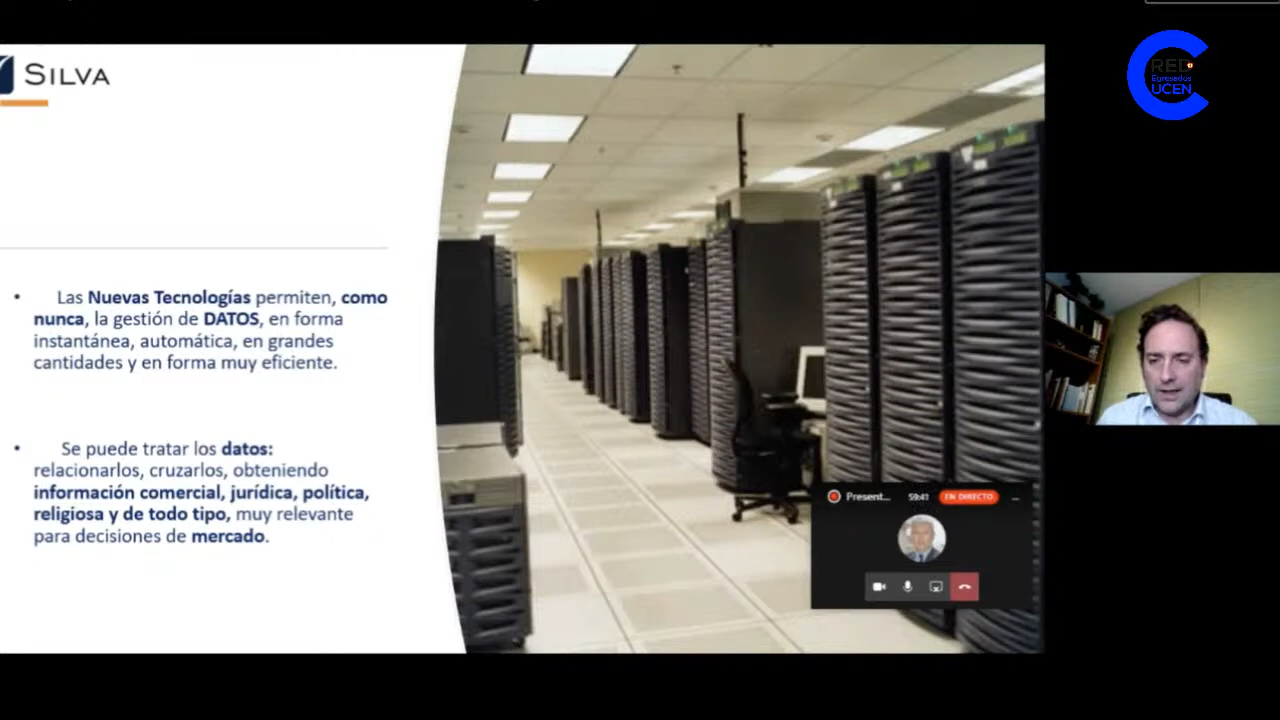 SILVA
RED
Egresados
UCEN
• Las Nuevas Tecnologías permiten, como
nunca, la gestión de DATOS, en forma
instantánea, automática, en grandes
cantidades y en forma muy eficiente.
• Se puede tratar los datos:
relacionarlos, cruzarlos, obteniendo
información comercial, jurídica, política,
religiosa y de todo tipo, muy relevante
para decisiones de mercado.
Present... 59:41 EN DIRECTO ...